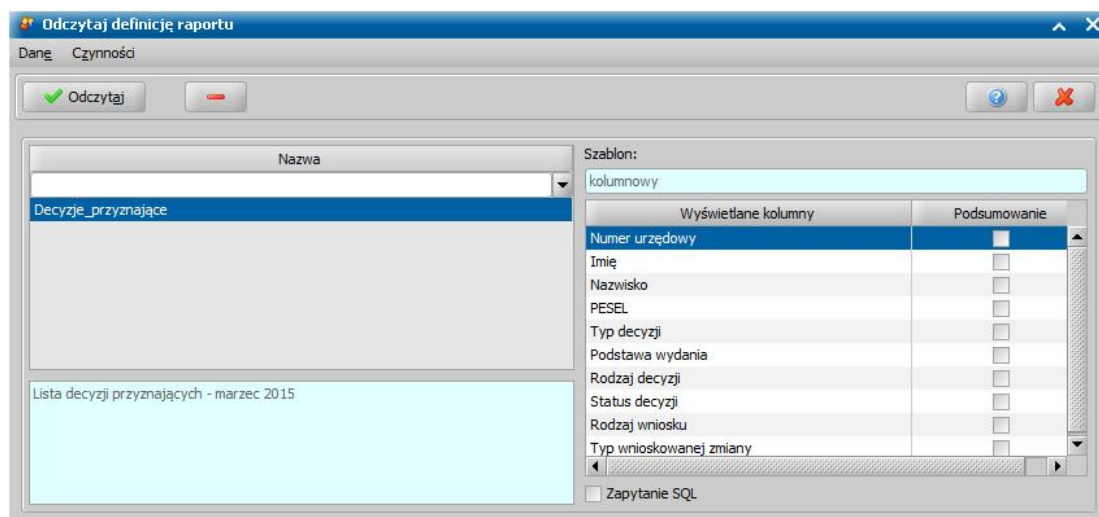 Odczytaj definicję raportu
Dane Czynności
Odczytaj
Nazwa
Decyzje_przyznające
Lista decyzji przyznających - marzec 2015
Szablon:
kolumnowy
Wyświetlane kolumny Podsumowanie
Numer urzędowy
Imię
Nazwisko
PESEL
Typ decyzji
Podstawa wydania
Rodzaj decyzji
Status decyzji
Rodzaj wniosku
Typ wnioskowanej zmiany
Zapytanie SQL